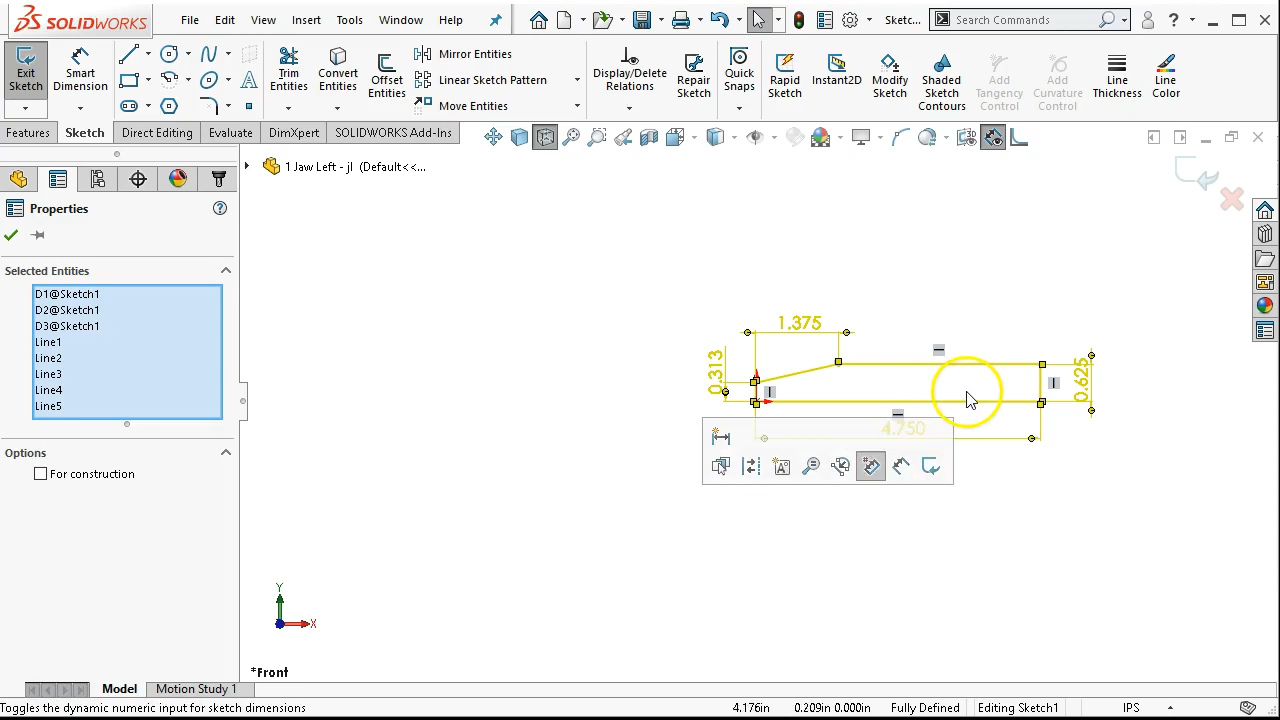 SOLIDWORKS
File
Edit
View
Insert
Tools
Window
Help
Sketc...
Search Commands
?
Exit Sketch
Smart Dimension
Trim Entities
Convert Entities
Offset Entities
Mirror Entities
Linear Sketch Pattern
Move Entities
Display/Delete Relations
Repair Sketch
Quick Snaps
Rapid Sketch
Instant2D
Modify Sketch
Shaded Sketch Contours
Add Tangency Control
Add Curvature Control
Line Thickness
Line Color
Features
Sketch
Direct Editing
Evaluate
DimXpert
SOLIDWORKS Add-Ins
1 Jaw Left - jl (Default<<...
Properties
?
Selected Entities
D1@Sketch1
D2@Sketch1
D3@Sketch1
Line1
Line2
Line3
Line4
Line5
Options
For construction
1.375
0.313
0.625
4.750
Y
X
*Front
Model
Motion Study 1
Toggles the dynamic numeric input for sketch dimensions
4.176in
0.209in 0.000in
Fully Defined
Editing Sketch1
IPS